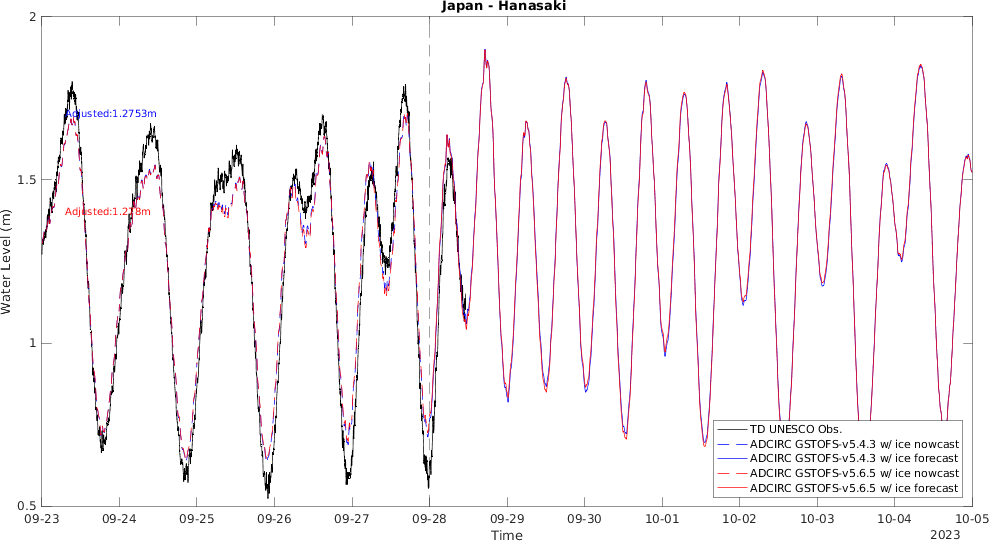 Japan - Hanasaki
2
1.5
1
0.5
Water Level (m)
Adjusted:1.2753m
Adjusted:1.218m
TD UNESCO Obs.
ADCIRC GSTOFS-v5.4.3 w/ ice nowcast
ADCIRC GSTOFS-v5.4.3 w/ ice forecast
ADCIRC GSTOFS-v5.6.5 w/ ice nowcast
ADCIRC GSTOFS-v5.6.5 w/ ice forecast
09-23 09-24 09-25 09-26 09-27 09-28 09-29 09-30 10-01 10-02 10-03 10-04 10-05
Time
2023